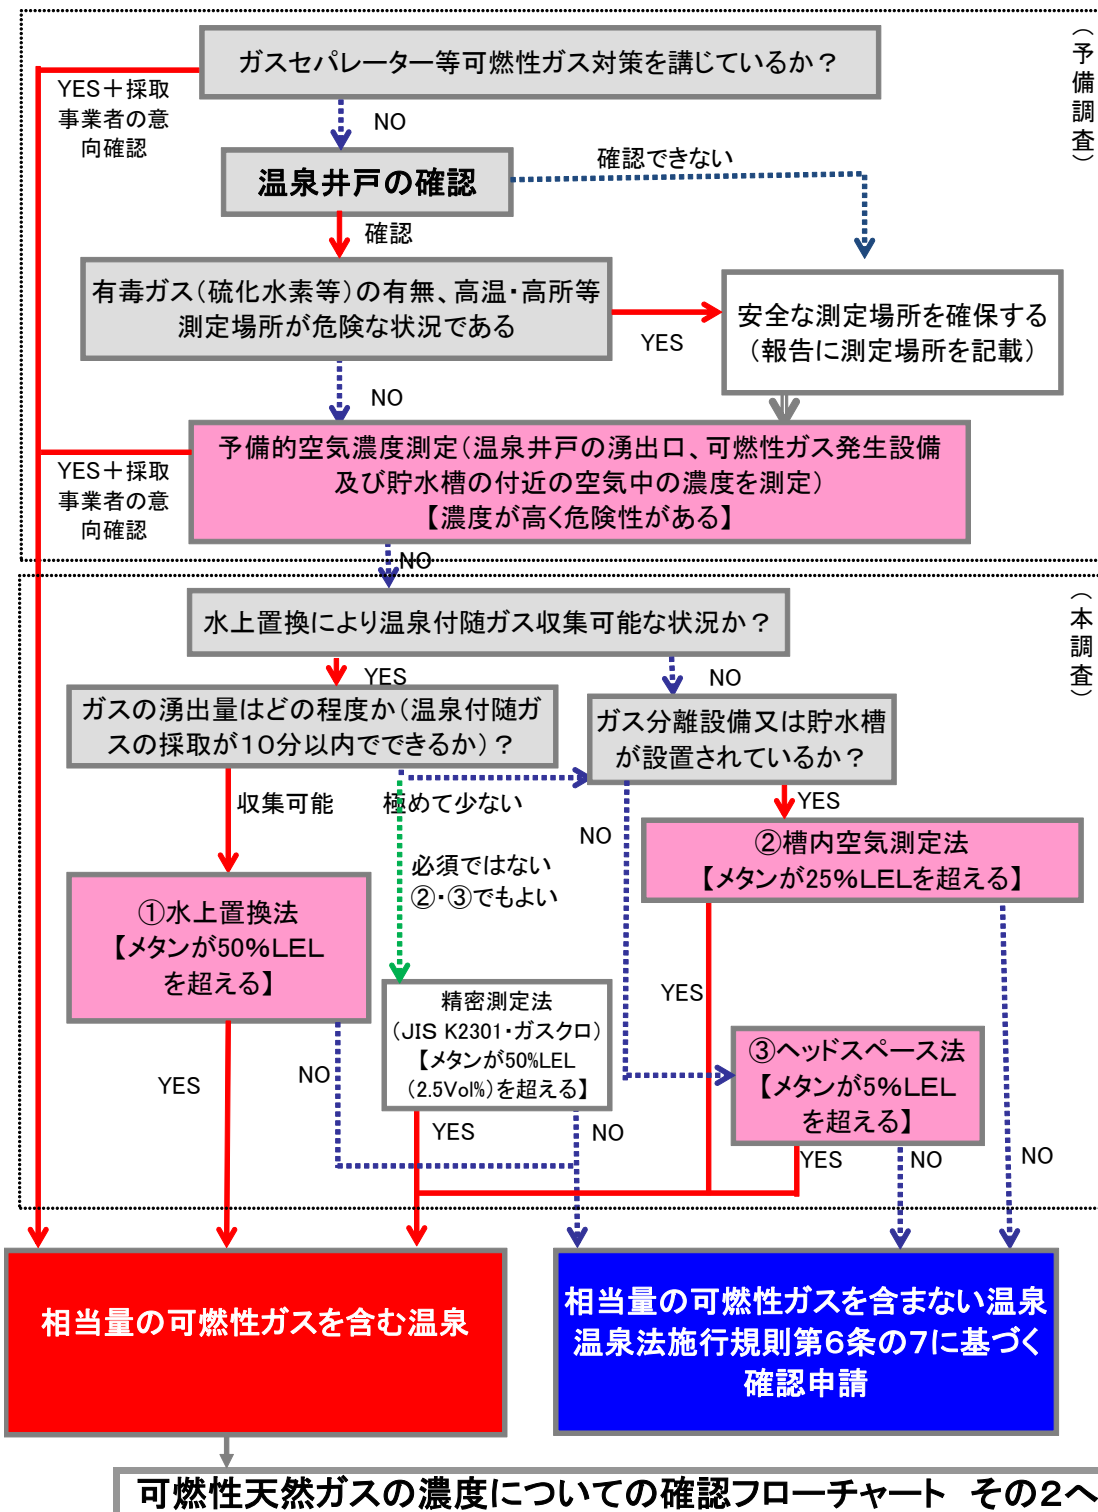 （予備調査）
ガスセパレーター等可燃性ガス対策を講じているか？
YES＋採取
事業者の意
向確認
NO
温泉井戸の確認
確認できない
確認
有毒ガス（硫化水素等）の有無、高温・高所等
測定場所が危険な状況である
YES
安全な測定場所を確保する
（報告に測定場所を記載）
NO
予備的空気濃度測定（温泉井戸の湧出口、可燃性ガス発生設備
及び貯水槽の付近の空気中の濃度を測定）
【濃度が高く危険性がある】
YES＋採取
事業者の意
向確認
NO
（本調査）
水上置換により温泉付随ガス収集可能な状況か？
YES
NO
ガスの湧出量はどの程度か（温泉付随ガ
スの採取が１０分以内でできるか）？
ガス分離設備又は貯水槽
が設置されているか？
収集可能
極めて少ない
NO
YES
必須ではない
②・③でもよい
②槽内空気測定法
【メタンが25%LELを超える】
①水上置換法
【メタンが50%LEL
を超える】
精密測定法
（JIS K2301・ガスクロ）
【メタンが50%LEL
（2.5Vol%）を超える】
YES
③ヘッドスペース法
【メタンが5%LEL
を超える】
YES
NO
YES
NO
YES
NO
NO
相当量の可燃性ガスを含む温泉
相当量の可燃性ガスを含まない温泉
温泉法施行規則第６条の７に基づく
確認申請
可燃性天然ガスの濃度についての確認フローチャート　その２へ